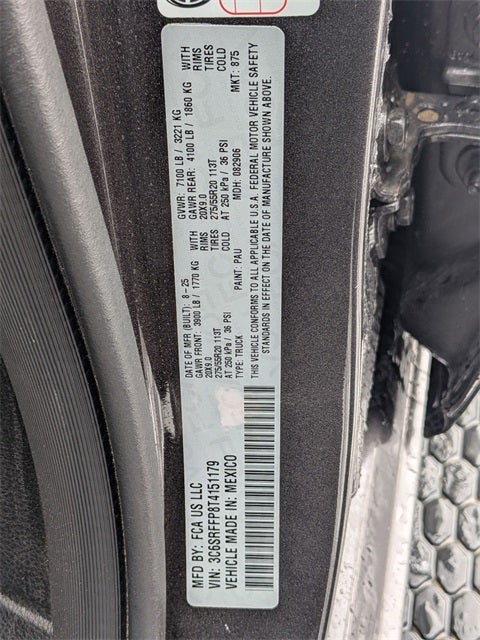 MFD BY: FCA US LLC
VIN: 3C6SRFFP8T4151179
VEHICLE MADE IN: MEXICO
DATE OF MFR (BUILT): 8-25
GAWR FRONT: 3900 LB / 1770 KG WITH
20X9.0 RIMS
275/55R20 113T TIRES
AT 250 kPa / 36 PSI COLD
TYPE: TRUCK PAINT: PAU
GVWR: 7100 LB / 3221 KG
GAWR REAR: 4100 LB / 1860 KG WITH
20X9.0 RIMS
275/55R20 113T TIRES
AT 250 kPa / 36 PSI COLD
MDH: 082906 MKT: 875
THIS VEHICLE CONFORMS TO ALL APPLICABLE U.S.A. FEDERAL MOTOR VEHICLE SAFETY
STANDARDS IN EFFECT ON THE DATE OF MANUFACTURE SHOWN ABOVE.